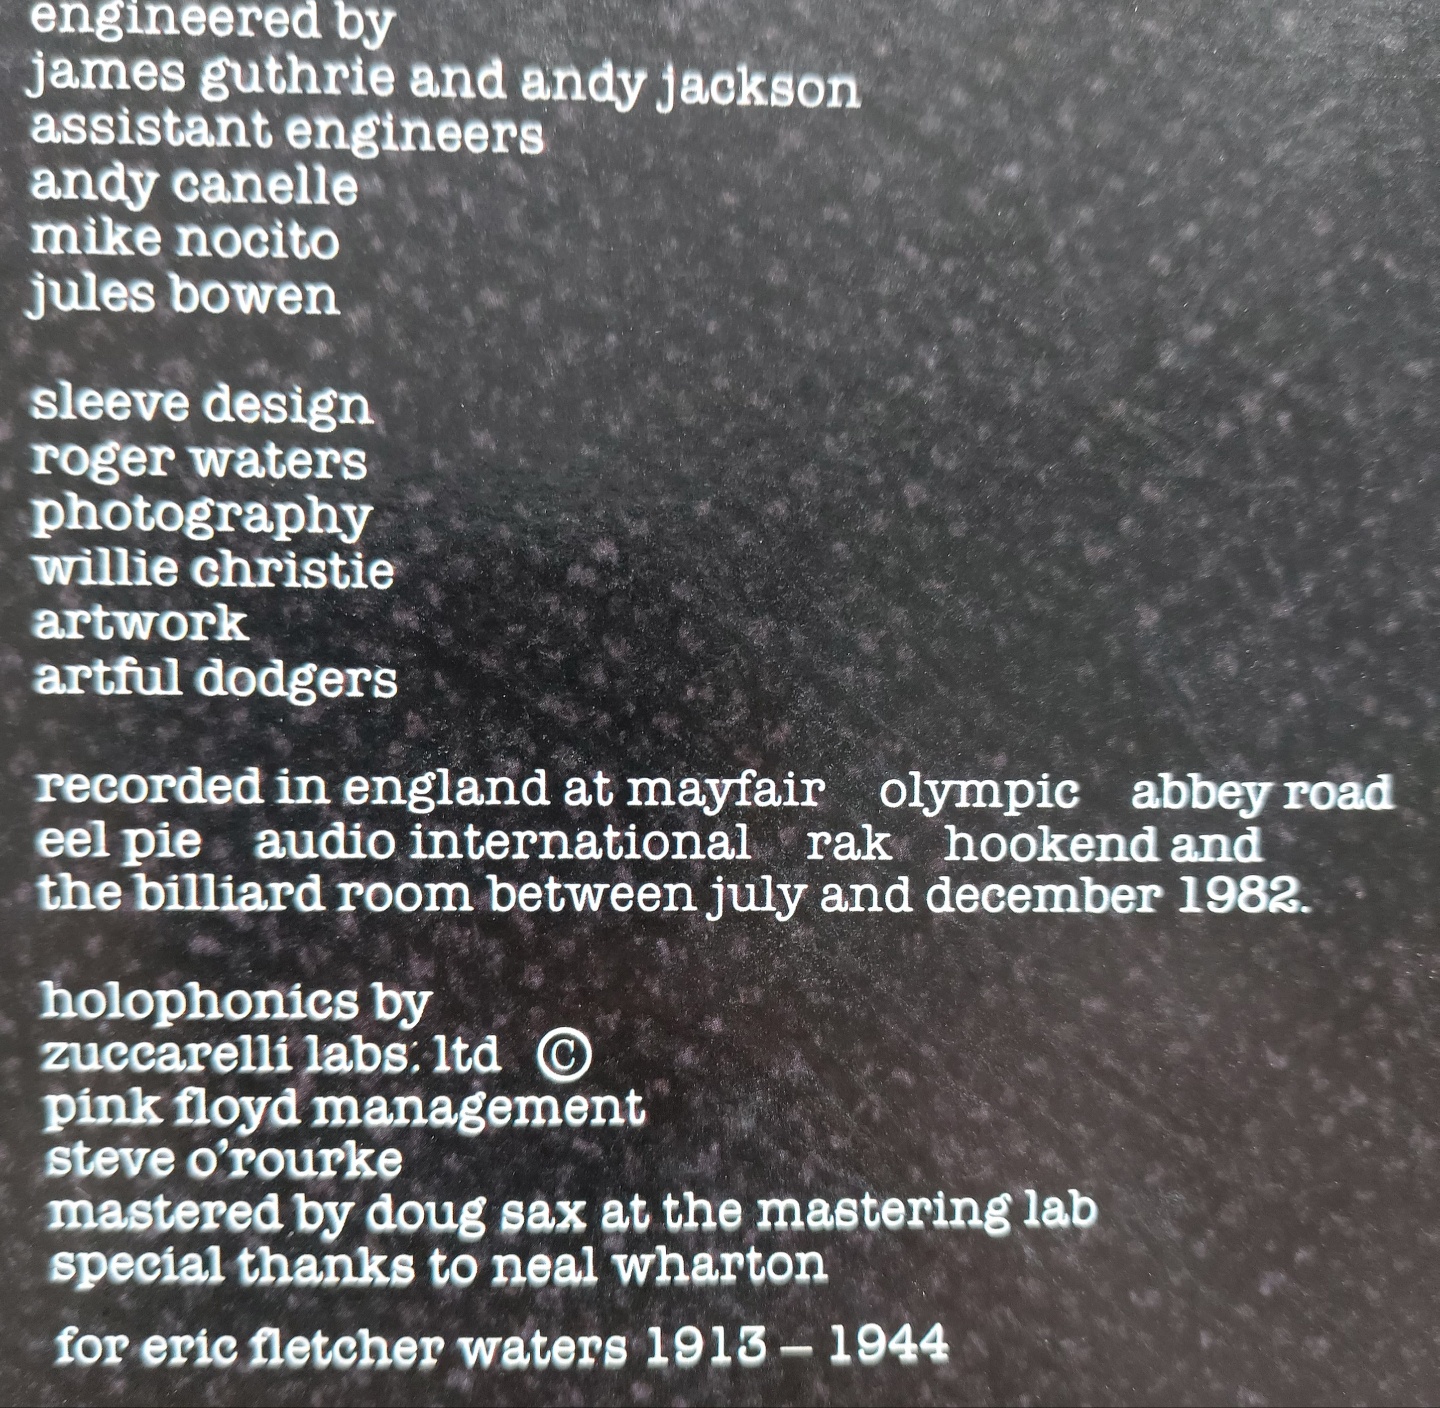 engineered by
james guthrie and andy jackson
assistant engineers
andy canelle
mike nocito
jules bowen
sleeve design
roger waters
photography
willie christie
artwork
artful dodgers
recorded in england at mayfair olympic abbey road
eel pie audio international rak hookend and
the billiard room between july and december 1982.
holophonics by
zuccarelli labs. ltd ©
pink floyd management
steve o'rourke
mastered by doug sax at the mastering lab
special thanks to neal wharton
for eric fletcher waters 1913 – 1944